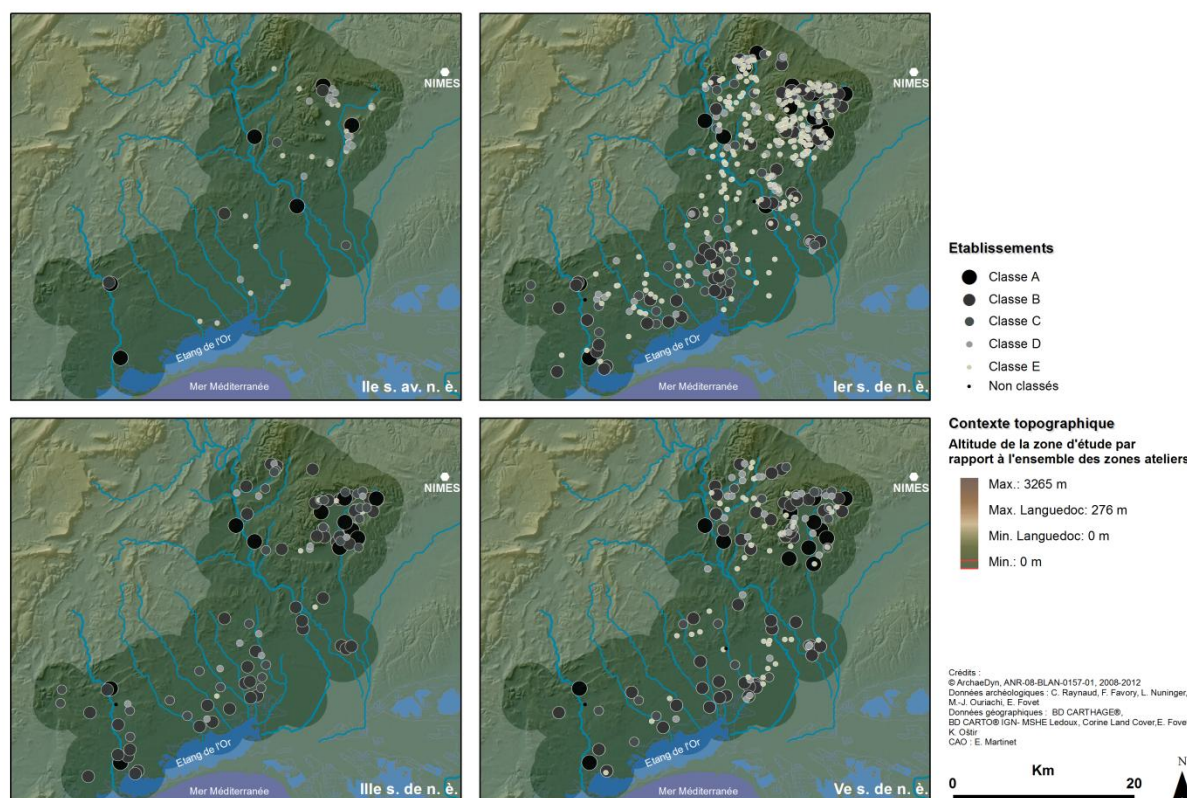 NIMES
Etang de l'Or
Mer Méditerranée
IIe s. av. n. è.
NIMES
Etang de l'Or
Mer Méditerranée
Ier s. de n. è.
NIMES
Etang de l'Or
Mer Méditerranée
IIIe s. de n. è.
NIMES
Etang de l'Or
Mer Méditerranée
Ve s. de n. è.
Etablissements
Classe A
Classe B
Classe C
Classe D
Classe E
Non classés
Contexte topographique
Altitude de la zone d'étude par
rapport à l'ensemble des zones ateliers
Max.: 3265 m
Max. Languedoc: 276 m
Min. Languedoc: 0 m
Min.: 0 m
Crédits :
© ArchaeDyn, ANR-08-BLAN-0157-01, 2008-2012
Données archéologiques : C. Raynaud, F. Favory, L. Nuninger,
M.-J. Ouriachi, E. Fovet
Données géographiques : BD CARTHAGE®,
BD CARTO® IGN- MSHE Ledoux, Corine Land Cover,E. Fovet
K. Oštir
CAO : E. Martinet
N
Km
0 20